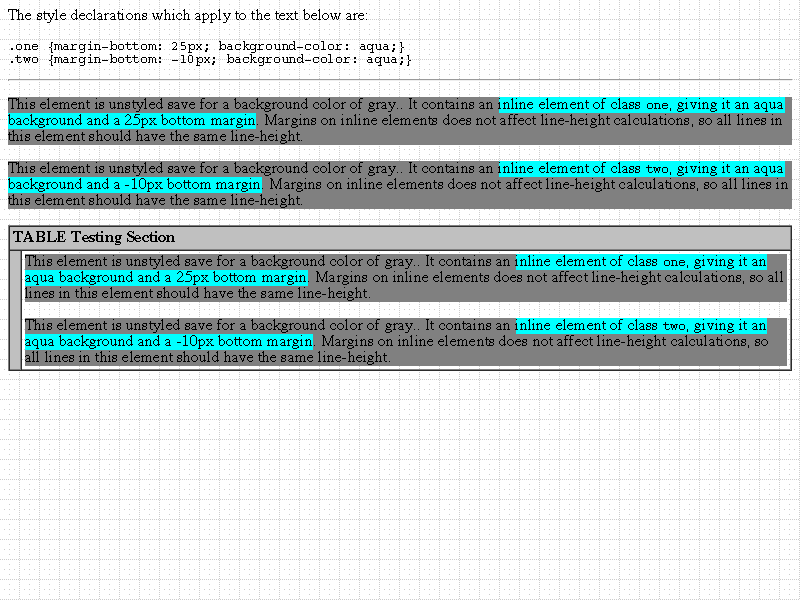 The style declarations which apply to the text below are:
.one {margin-bottom: 25px; background-color: aqua;}
.two {margin-bottom: -10px; background-color: aqua;}
This element is unstyled save for a background color of gray.. It contains an inline element of class one, giving it an aqua
background and a 25px bottom margin. Margins on inline elements does not affect line-height calculations, so all lines in
this element should have the same line-height.
This element is unstyled save for a background color of gray.. It contains an inline element of class two, giving it an aqua
background and a -10px bottom margin. Margins on inline elements does not affect line-height calculations, so all lines in
this element should have the same line-height.
TABLE Testing Section
This element is unstyled save for a background color of gray.. It contains an inline element of class one, giving it an
aqua background and a 25px bottom margin. Margins on inline elements does not affect line-height calculations, so all
lines in this element should have the same line-height.
This element is unstyled save for a background color of gray.. It contains an inline element of class two, giving it an
aqua background and a -10px bottom margin. Margins on inline elements does not affect line-height calculations, so
all lines in this element should have the same line-height.